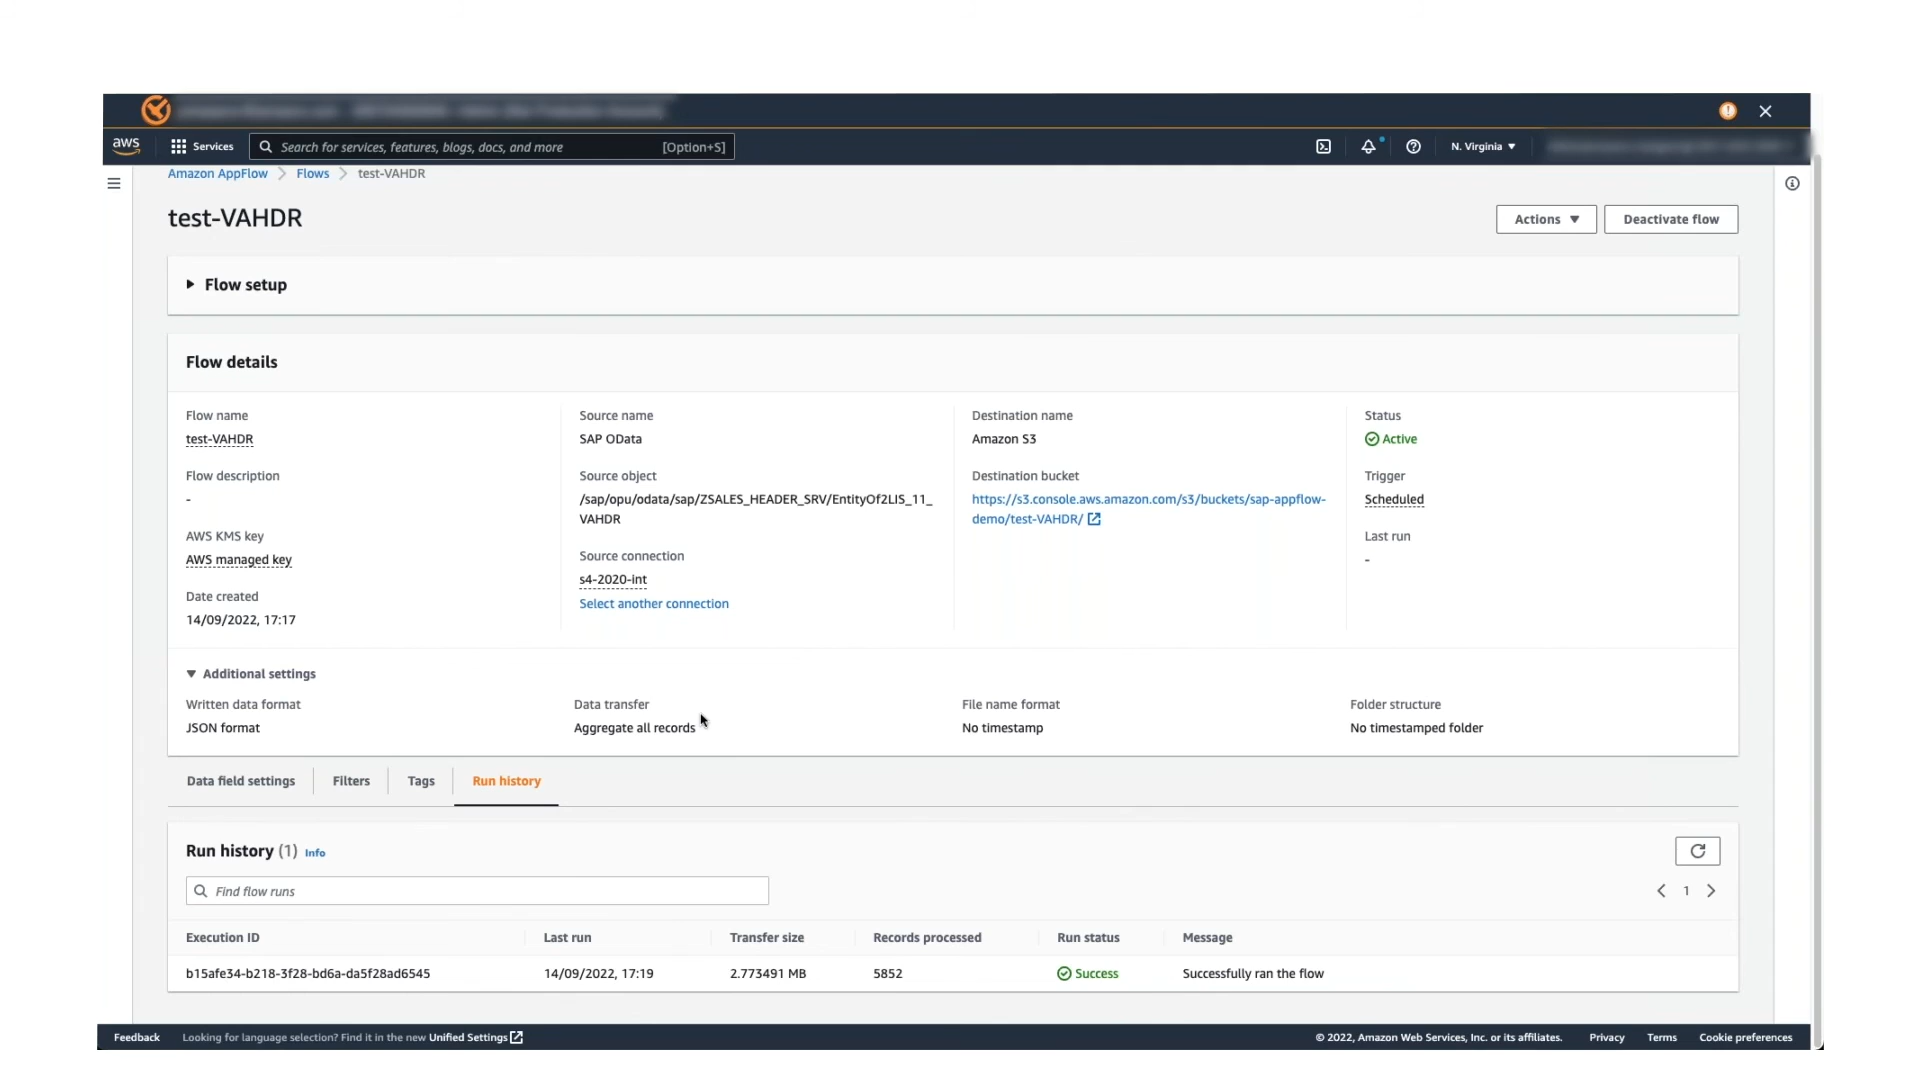 aws
Services
Search for services, features, blogs, docs, and more
[Option+S]
N. Virginia
Amazon AppFlow
Flows
test-VAHDR
test-VAHDR
Actions
Deactivate flow
Flow setup
Flow details
Flow name
test-VAHDR
Flow description
-
AWS KMS key
AWS managed key
Date created
14/09/2022, 17:17
Source name
SAP OData
Source object
/sap/opu/odata/sap/ZSALES_HEADER_SRV/EntityOf2LIS_11_
VAHDR
Source connection
s4-2020-int
Select another connection
Destination name
Amazon S3
Destination bucket
https://s3.console.aws.amazon.com/s3/buckets/sap-appflow-
demo/test-VAHDR/
Status
Active
Trigger
Scheduled
Last run
-
Additional settings
Written data format
JSON format
Data transfer
Aggregate all records
File name format
No timestamp
Folder structure
No timestamped folder
Data field settings
Filters
Tags
Run history
Run history (1) Info
Find flow runs
1
Execution ID Last run Transfer size Records processed Run status Message
b15afe34-b218-3f28-bd6a-da5f28ad6545 14/09/2022, 17:19 2.773491 MB 5852 Success Successfully ran the flow
Feedback
Looking for language selection? Find it in the new Unified Settings
© 2022, Amazon Web Services, Inc. or its affiliates.
Privacy
Terms
Cookie preferences